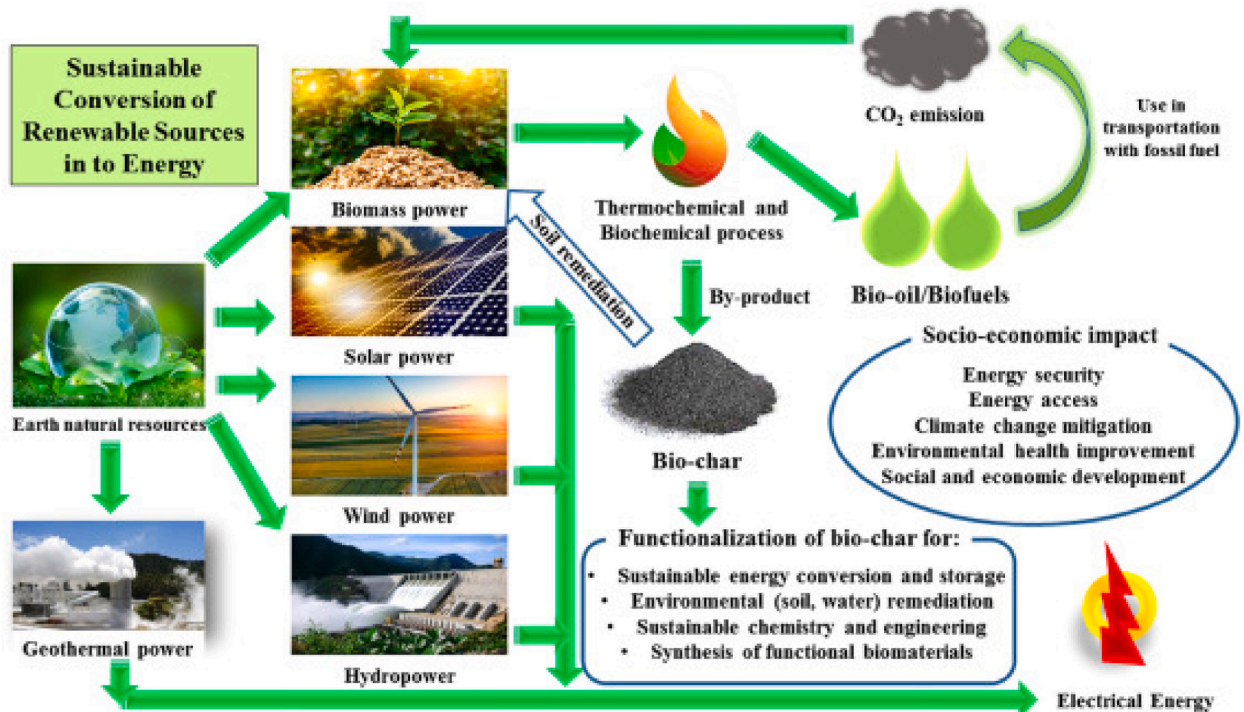 Sustainable
Conversion of
Renewable Sources
in to Energy
Biomass power
Solar power
Wind power
Hydropower
Earth natural resources
Geothermal power
Soil remediation
Thermochemical and
Biochemical process
By-product
Bio-char
CO₂ emission
Use in
transportation
with fossil fuel
Bio-oil/Biofuels
Socio-economic impact
Energy security
Energy access
Climate change mitigation
Environmental health improvement
Social and economic development
Functionalization of bio-char for:
• Sustainable energy conversion and storage
• Environmental (soil, water) remediation
• Sustainable chemistry and engineering
• Synthesis of functional biomaterials
Electrical Energy